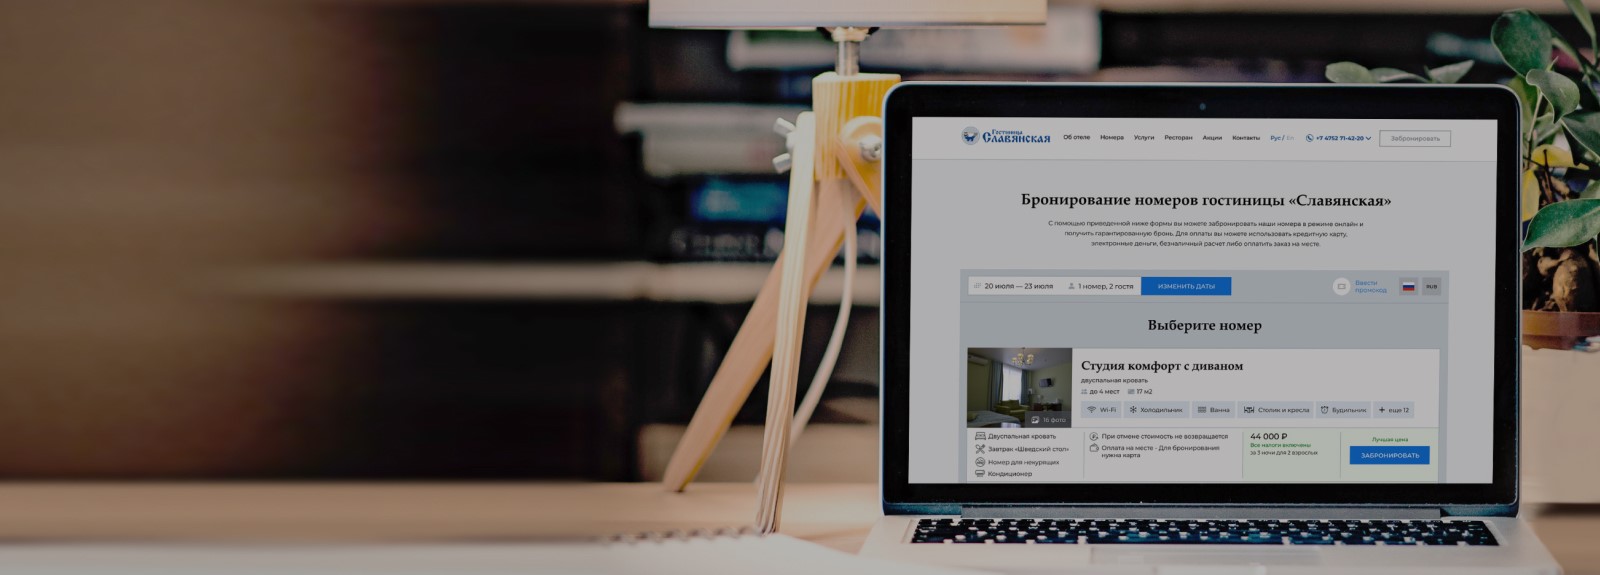 Гостиница
Славянская
Об отеле Номера Услуги Ресторан Акции Контакты Рус / En +7 4752 71-42-20 Забронировать
Бронирование номеров гостиницы «Славянская»
С помощью приведенной ниже формы вы можете забронировать наши номера в режиме онлайн и
получить гарантированную бронь. Для оплаты вы можете использовать кредитную карту,
электронные деньги, безналичный расчет либо оплатить заказ на месте.
20 июля — 23 июля 1 номер, 2 гостя ИЗМЕНИТЬ ДАТЫ Ввести
промокод RUB
Выберите номер
Студия комфорт с диваном
двуспальная кровать
до 4 мест 17 м2
Wi-Fi Холодильник Ванна Столик и кресла Будильник + еще 12
16 фото
Двуспальная кровать
Завтрак «Шведский стол»
Номер для некурящих
Кондиционер
При отмене стоимость не возвращается
Оплата на месте - Для бронирования
нужна карта
44 000 ₽
Все налоги включены
за 3 ночи для 2 взрослых
Лучшая цена
ЗАБРОНИРОВАТЬ